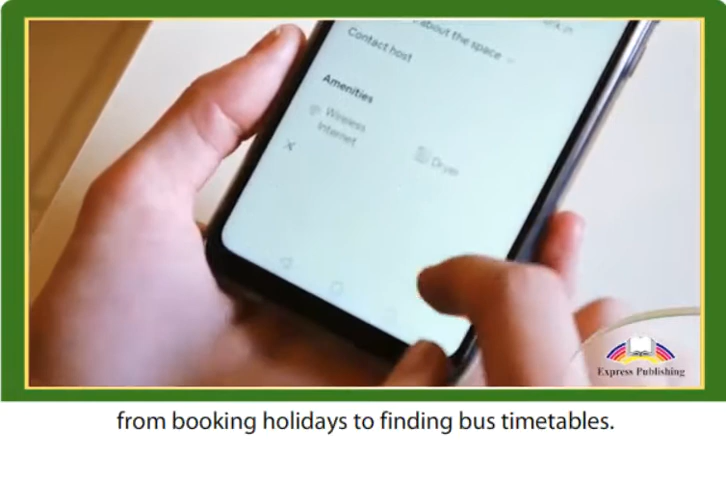 about the space
Contact host
Amenities
Wireless
Internet
Dryer
Express Publishing
from booking holidays to finding bus timetables.